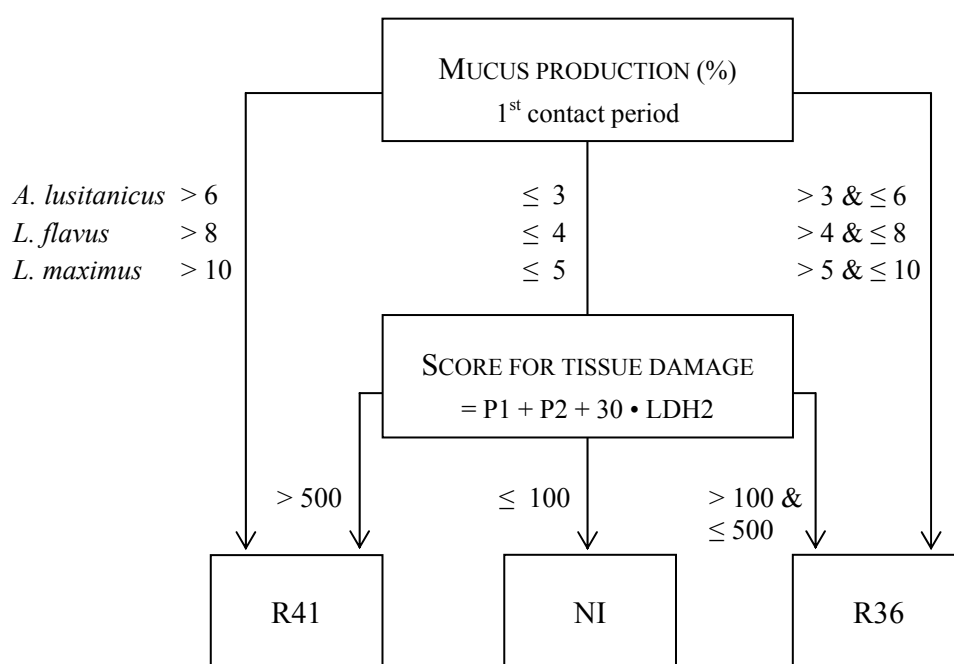 MUCUS PRODUCTION (%)
1st contact period
A. lusitanicus > 6 ≤ 3 > 3 & ≤ 6
L. flavus > 8 ≤ 4 > 4 & ≤ 8
L. maximus > 10 ≤ 5 > 5 & ≤ 10
SCORE FOR TISSUE DAMAGE
= P1 + P2 + 30 • LDH2
> 500 ≤ 100 > 100 &
≤ 500
R41 NI R36